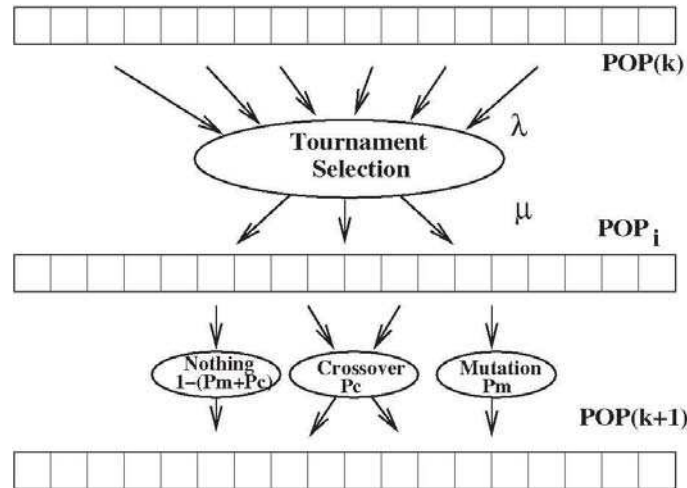 POP(k)
λ
Tournament
Selection
μ
POP i
Nothing
1−(Pm+Pc)
Crossover
Pc
Mutation
Pm
POP(k+1)